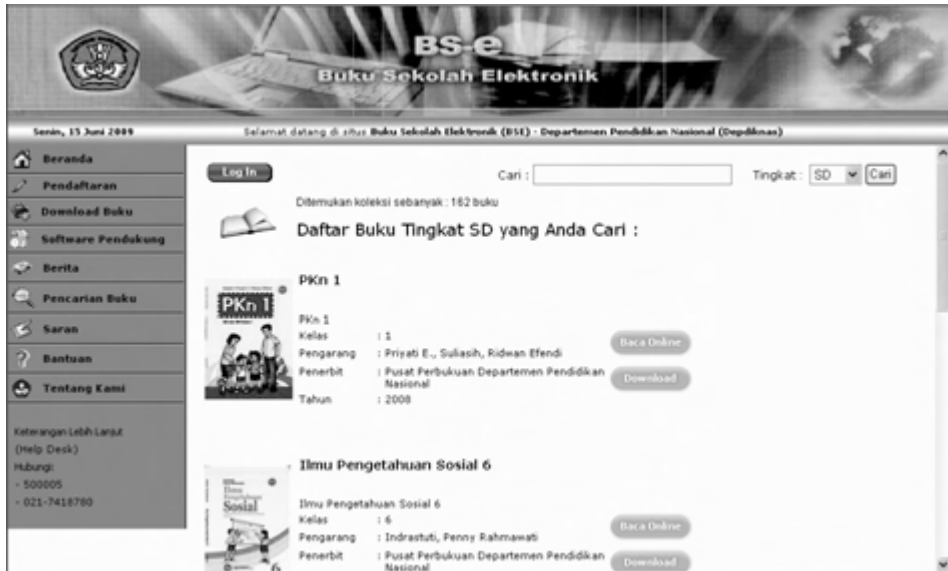 BS-e
Buku Sekolah Elektronik
Senin, 15 Juni 2009
Selamat datang di situs Buku Sekolah Elektronik (BSE) - Departemen Pendidikan Nasional (Depdiknas)
Beranda
Pendaftaran
Download Buku
Software Pendukung
Berita
Pencarian Buku
Saran
Bantuan
Tentang Kami
Keterangan Lebih Lanjut
(Help Desk)
Hubungi:
- 500005
- 021-7418780
Log In
Cari :
Tingkat : SD Cari
Ditemukan koleksi sebanyak : 162 buku
Daftar Buku Tingkat SD yang Anda Cari :
PKn 1
PKn 1
PKn 1
Kelas : 1
Pengarang : Priyati E., Suliasih, Ridwan Efendi
Penerbit : Pusat Perbukuan Departemen Pendidikan
Nasional
Tahun : 2008
Baca Online
Download
Ilmu Pengetahuan Sosial 6
Ilmu
Pengetahuan
Sosial
6
Ilmu Pengetahuan Sosial 6
Kelas : 6
Pengarang : Indrastuti, Penny Rahmawati
Penerbit : Pusat Perbukuan Departemen Pendidikan
Nasional
Baca Online
Download